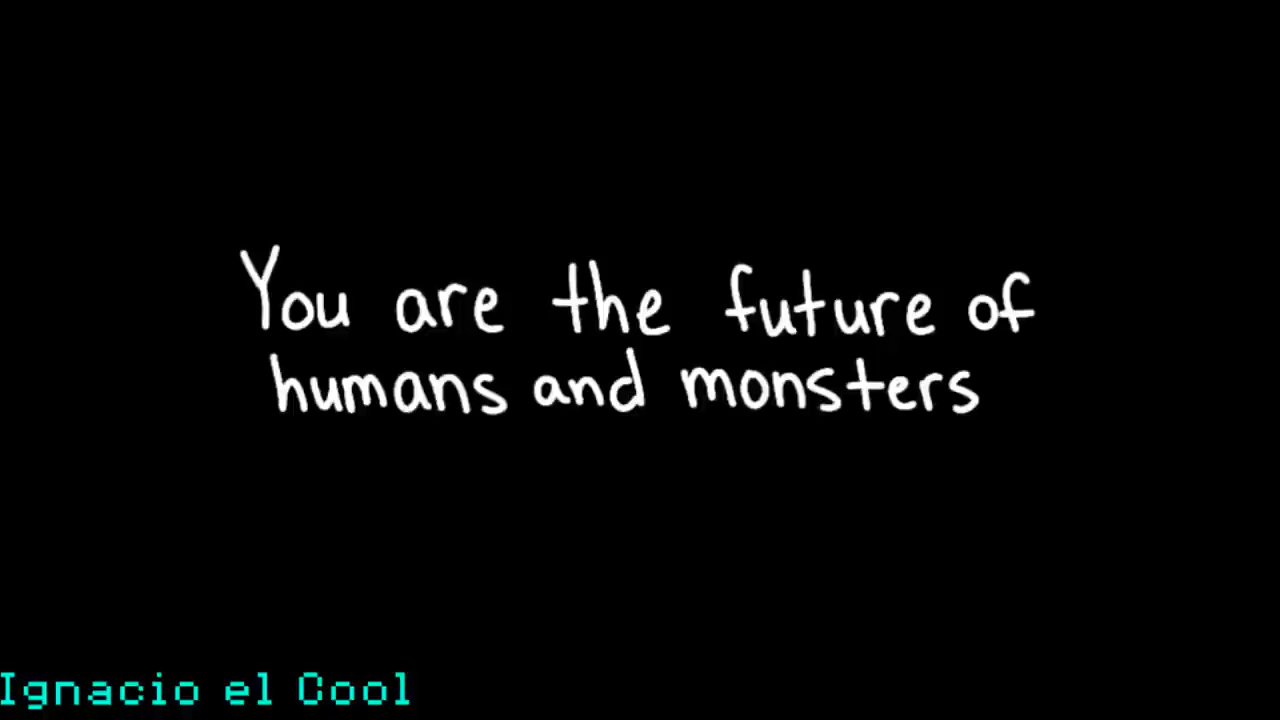 You are the future of
humans and monsters
Ignacio el Cool